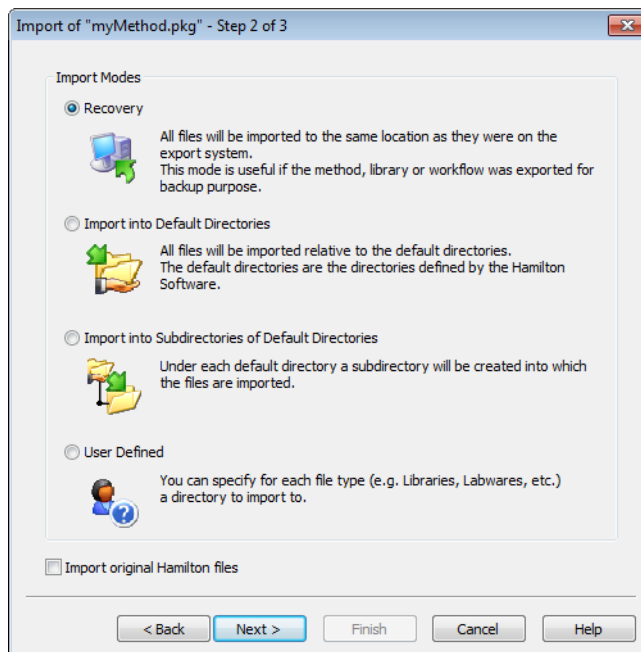 Import of "myMethod.pkg" - Step 2 of 3
Import Modes
Recovery
All files will be imported to the same location as they were on the
export system.
This mode is useful if the method, library or workflow was exported for
backup purpose.
Import into Default Directories
All files will be imported relative to the default directories.
The default directories are the directories defined by the Hamilton
Software.
Import into Subdirectories of Default Directories
Under each default directory a subdirectory will be created into which
the files are imported.
User Defined
You can specify for each file type (e.g. Libraries, Labwares, etc.)
a directory to import to.
Import original Hamilton files
< Back Next > Finish Cancel Help